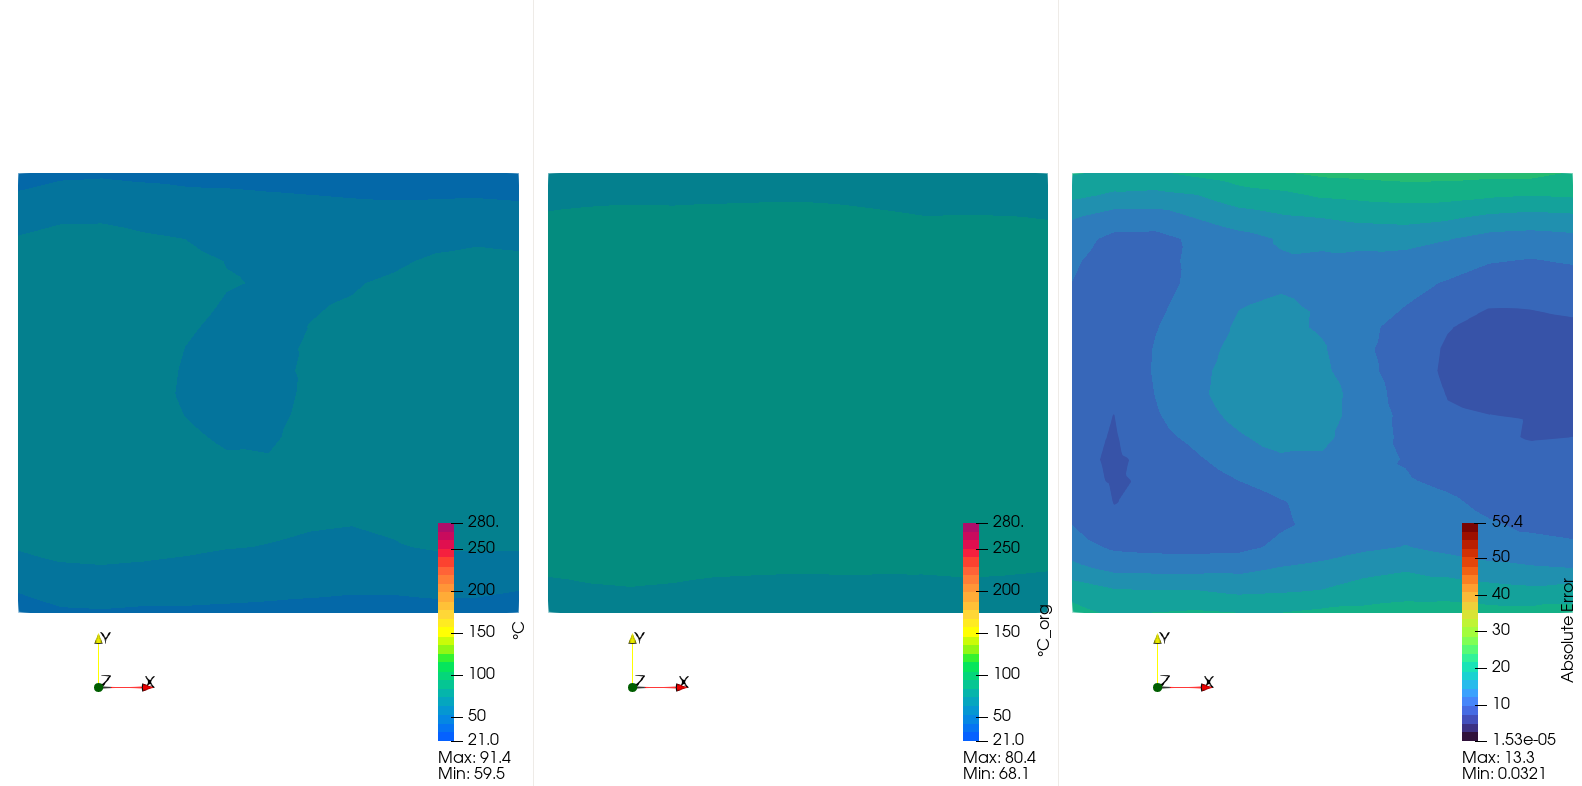 280.
250
200
150
100
50
21.0
°C
Max: 91.4
Min: 59.5
Y
Z
X
280.
250
200
150
100
50
21.0
°C_org
Max: 80.4
Min: 68.1
Y
Z
X
59.4
50
40
30
20
10
1.53e-05
Absolute Error
Max: 13.3
Min: 0.0321
Y
Z
X